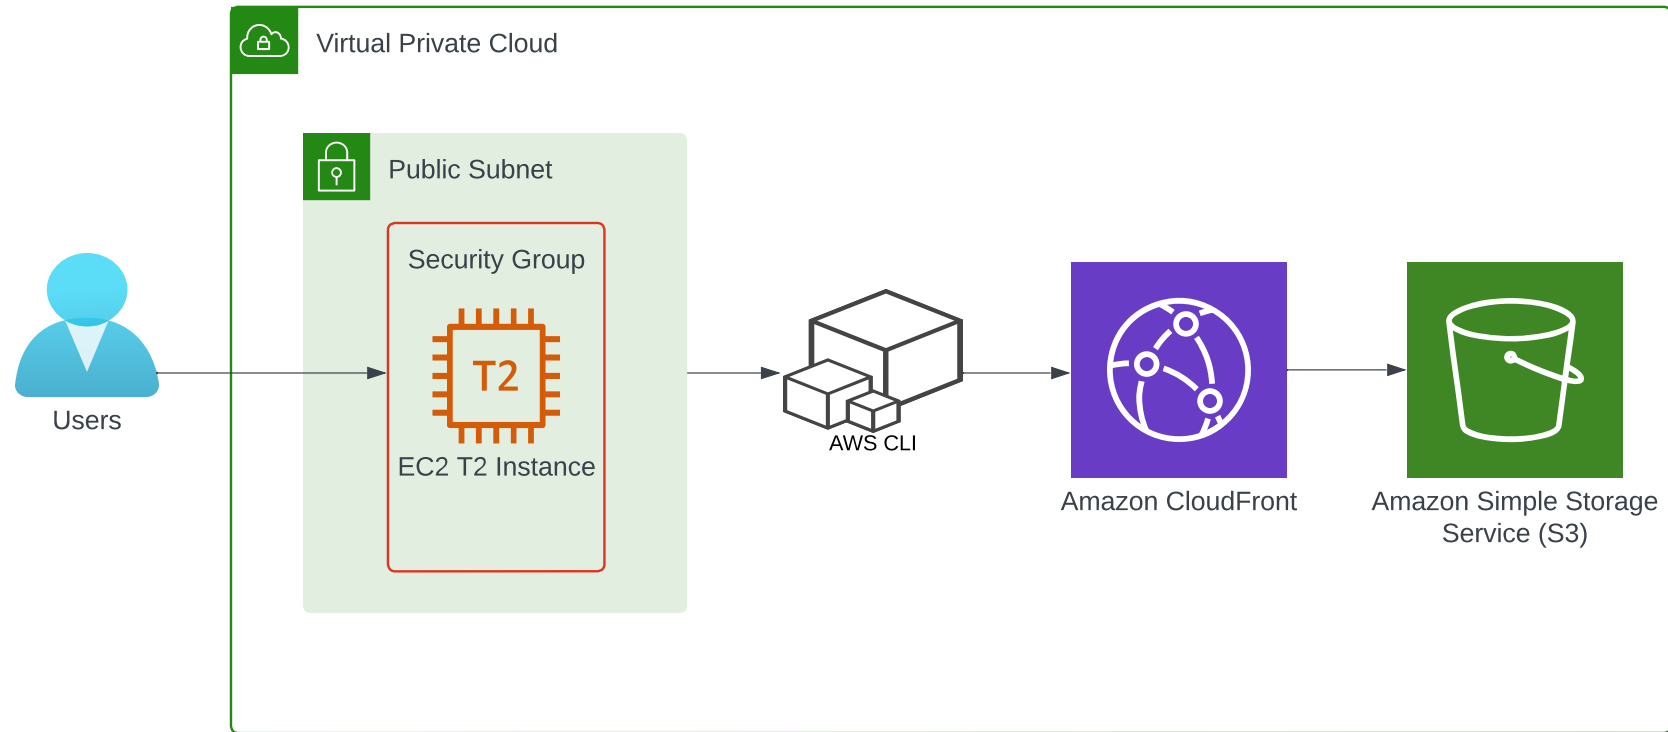 Virtual Private Cloud
Public Subnet
Security Group
T2
EC2 T2 Instance
Users
AWS CLI
Amazon CloudFront
Amazon Simple Storage
Service (S3)